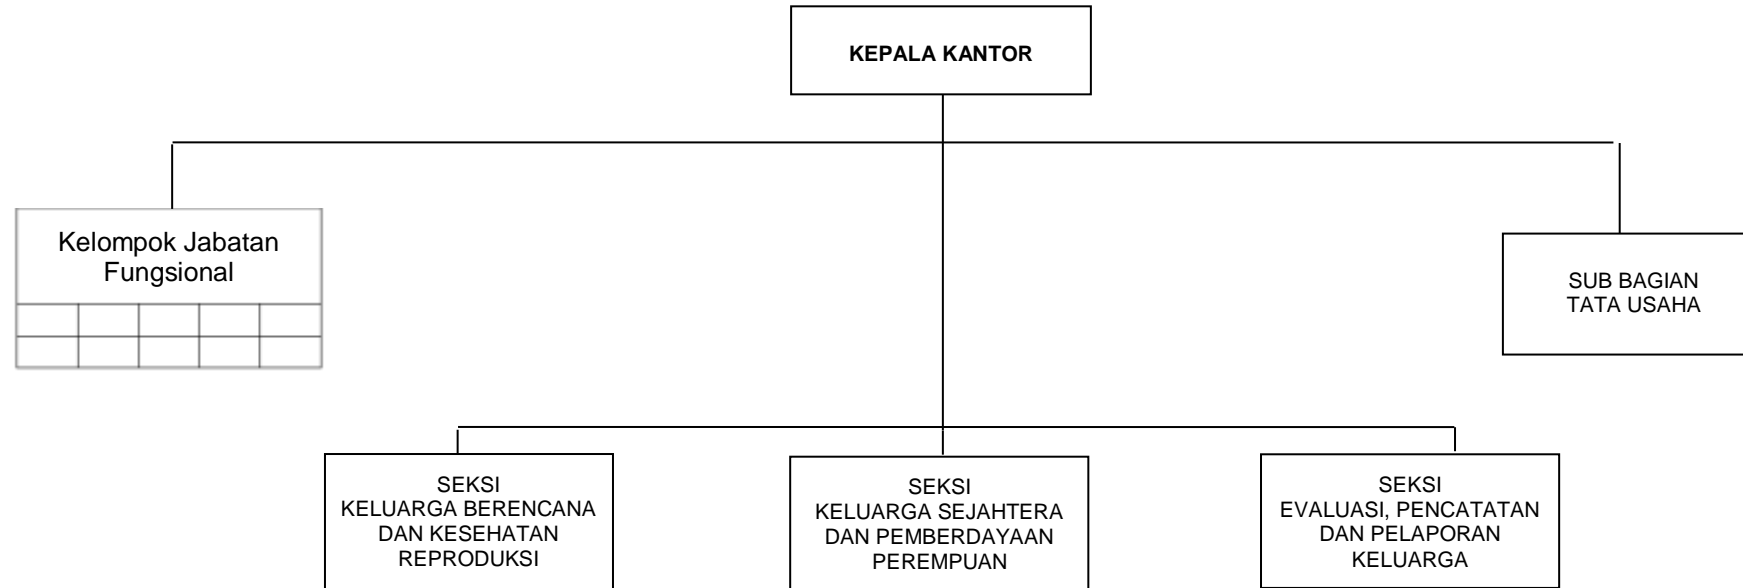 KEPALA KANTOR
Kelompok Jabatan
Fungsional
SUB BAGIAN
TATA USAHA
SEKSI
KELUARGA BERENCANA
DAN KESEHATAN
REPRODUKSI
SEKSI
KELUARGA SEJAHTERA
DAN PEMBERDAYAAN
PEREMPUAN
SEKSI
EVALUASI, PENCATATAN
DAN PELAPORAN
KELUARGA